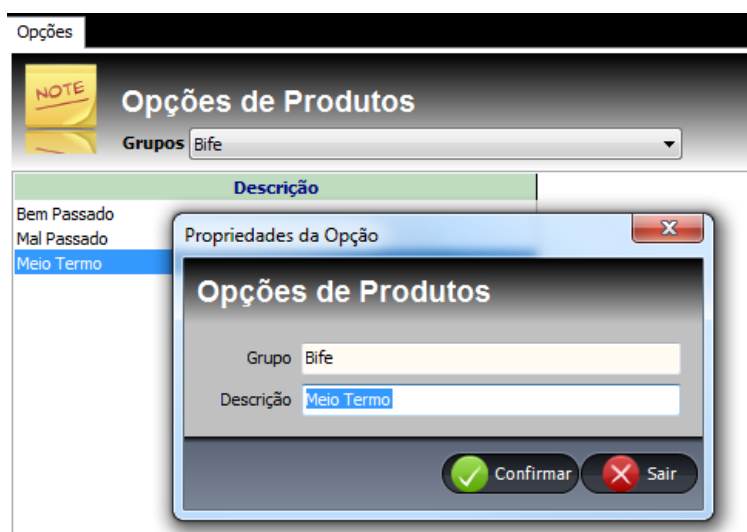 Opções
NOTE
Opções de Produtos
Grupos Bife
Descrição
Bem Passado
Mal Passado
Meio Termo
Propriedades da Opção
Opções de Produtos
Grupo Bife
Descrição Meio Termo
Confirmar Sair